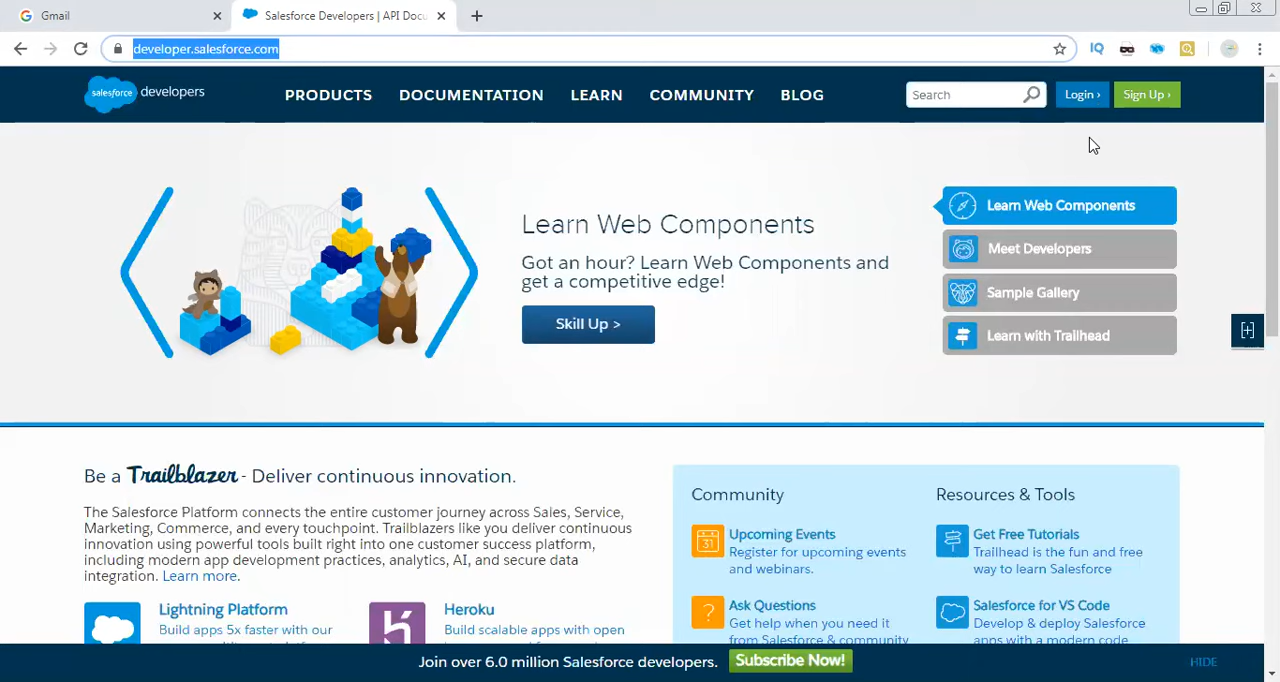 Gmail
Salesforce Developers | API Docu
developer.salesforce.com
IQ
salesforce developers
PRODUCTS DOCUMENTATION LEARN COMMUNITY BLOG
Search
Login ›
Sign Up ›
Learn Web Components
Got an hour? Learn Web Components and
get a competitive edge!
Skill Up >
Learn Web Components
Meet Developers
Sample Gallery
Learn with Trailhead
[+]
Be a Trailblazer - Deliver continuous innovation.
The Salesforce Platform connects the entire customer journey across Sales, Service,
Marketing, Commerce, and every touchpoint. Trailblazers like you deliver continuous
innovation using powerful tools built right into one customer success platform,
including modern app development practices, analytics, AI, and secure data
integration. Learn more.
Lightning Platform
Build apps 5x faster with our
Heroku
Build scalable apps with open
Community
31
Upcoming Events
Register for upcoming events
and webinars.
?
Ask Questions
Get help when you need it
from Salesforce & community
Resources & Tools
Get Free Tutorials
Trailhead is the fun and free
way to learn Salesforce
Salesforce for VS Code
Develop & deploy Salesforce
apps with a modern code
Join over 6.0 million Salesforce developers.
Subscribe Now!
HIDE